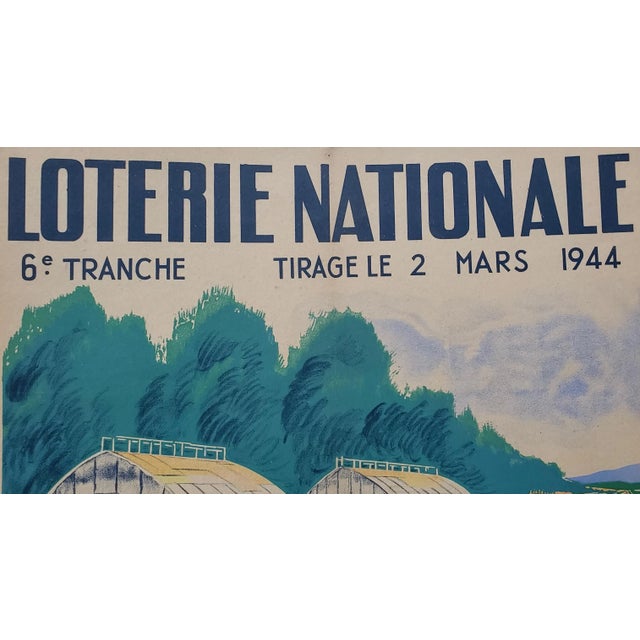 LOTERIE NATIONALE
6e. TRANCHE TIRAGE LE 2 MARS 1944